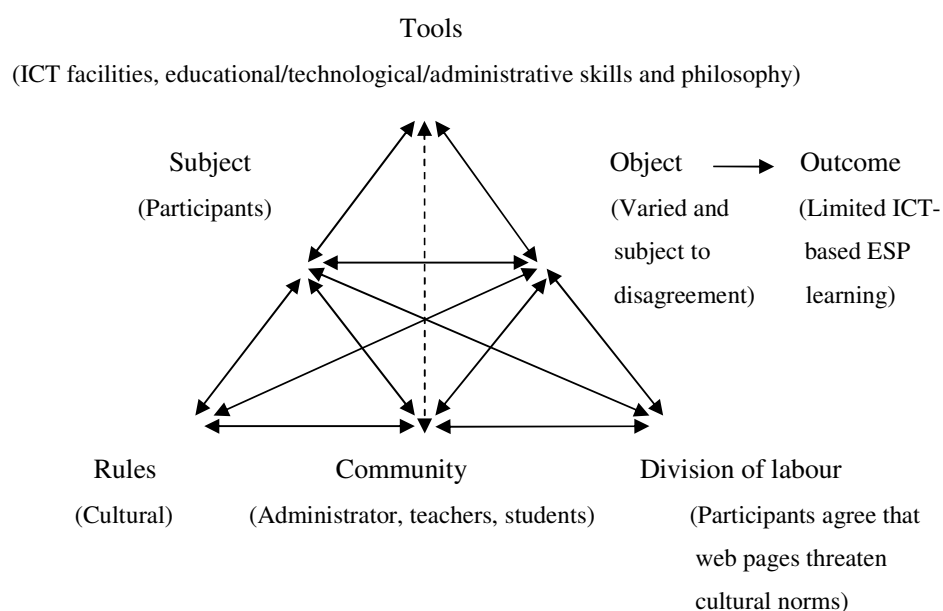 Tools
(ICT facilities, educational/technological/administrative skills and philosophy)
Subject
(Participants)
Object
(Varied and
subject to
disagreement)
Outcome
(Limited ICT-
based ESP
learning)
Rules
(Cultural)
Community
(Administrator, teachers, students)
Division of labour
(Participants agree that
web pages threaten
cultural norms)